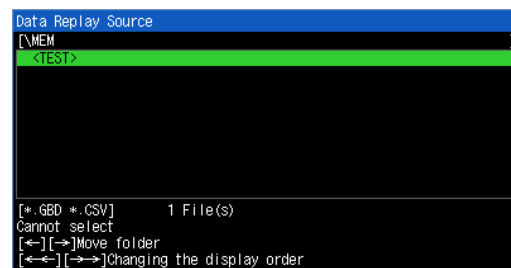 Data Replay Source
[\MEM ]
<TEST>
[*.GBD *.CSV] 1 File(s)
Cannot select
[←][→]Move folder
[←←][→→]Changing the display order